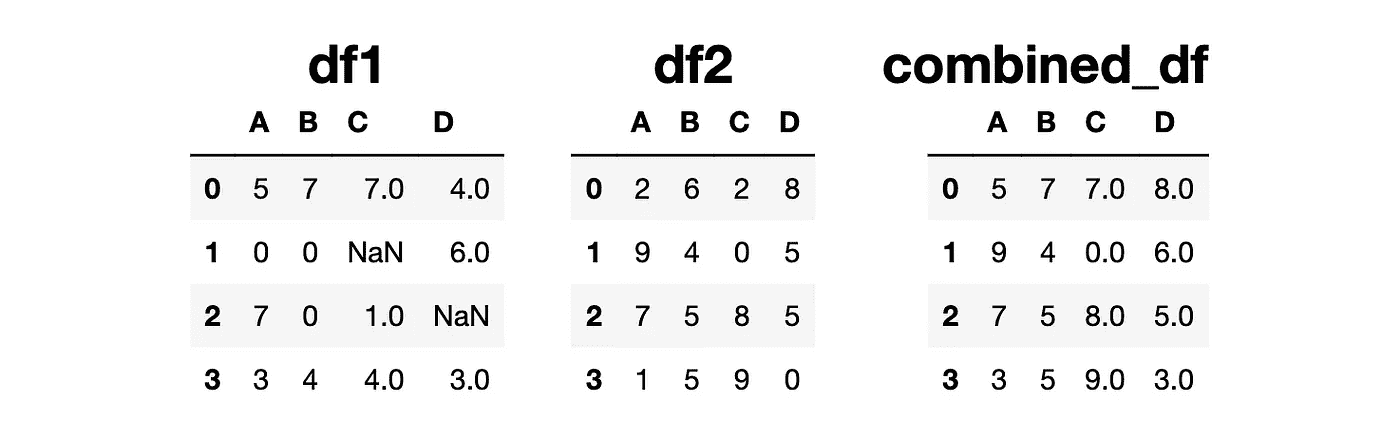 df1 df2 combined_df
A B C D A B C D A B C D
0 5 7 7.0 4.0 0 2 6 2 8 0 5 7 7.0 8.0
1 0 0 NaN 6.0 1 9 4 0 5 1 9 4 0.0 6.0
2 7 0 1.0 NaN 2 7 5 8 5 2 7 5 8.0 5.0
3 3 4 4.0 3.0 3 1 5 9 0 3 3 5 9.0 3.0